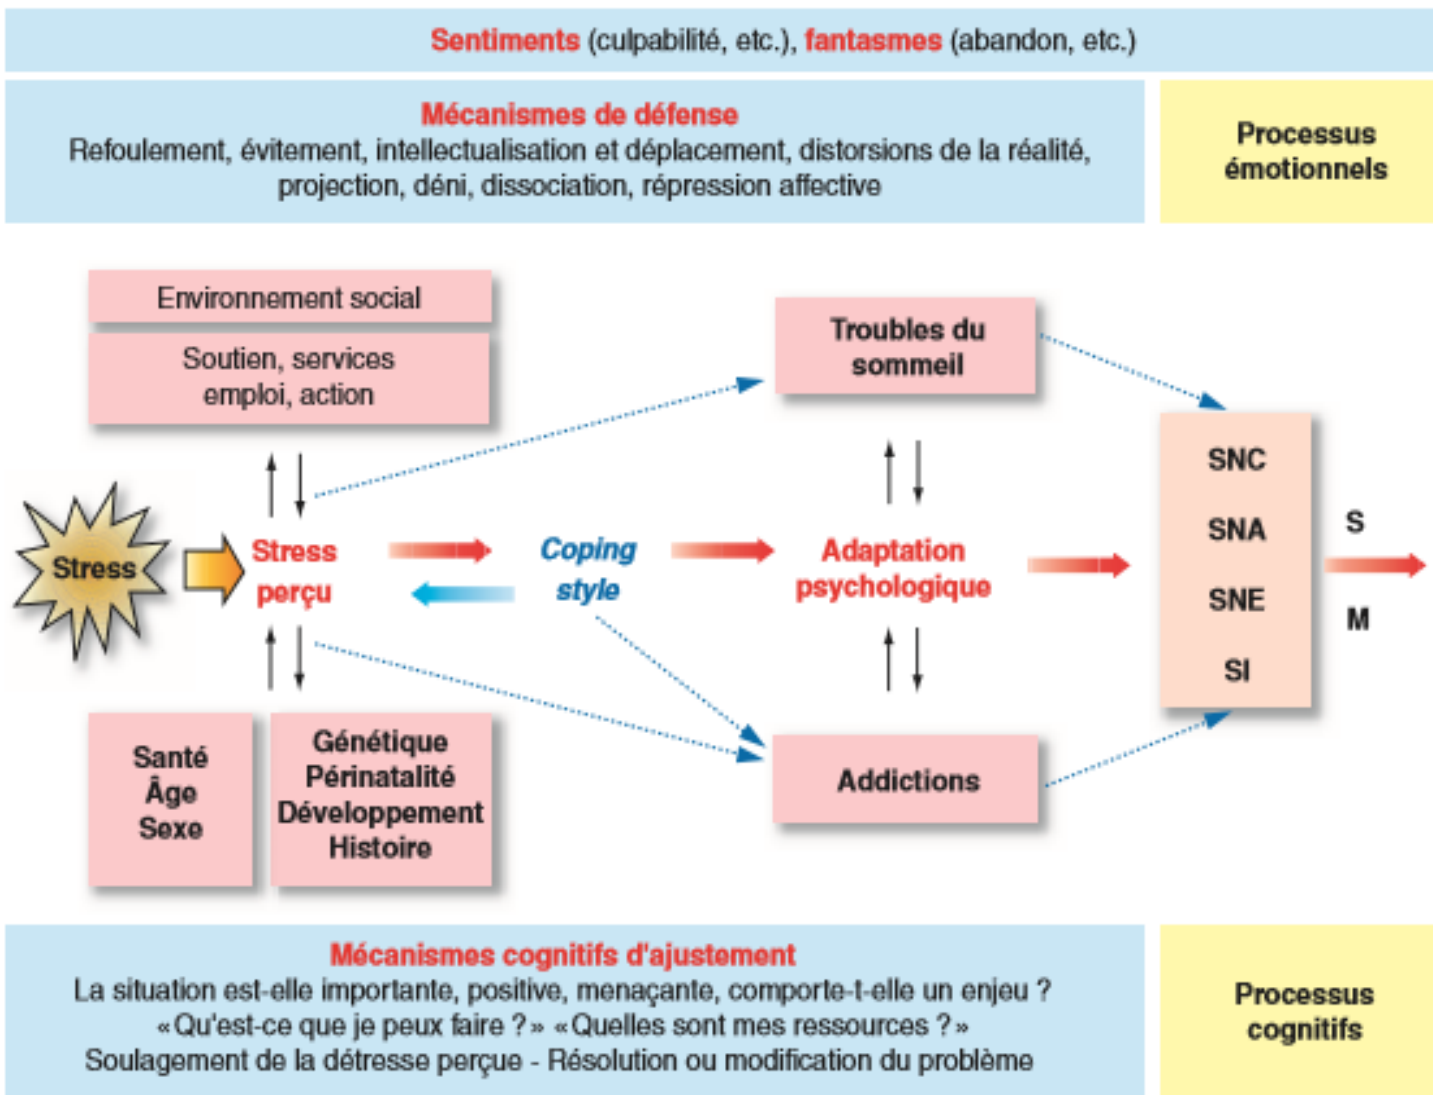 Sentiments (culpabilité, etc.), fantasmes (abandon, etc.)
Mécanismes de défense
Refoulement, évitement, intellectualisation et déplacement, distorsions de la réalité,
projection, déni, dissociation, répression affective
Processus
émotionnels
Environnement social
Soutien, services
emploi, action
Troubles du
sommeil
Stress
Stress
perçu
Coping
style
Adaptation
psychologique
SNC
SNA
SNE
SI
S
M
Santé
Âge
Sexe
Génétique
Périnatalité
Développement
Histoire
Addictions
Mécanismes cognitifs d'ajustement
La situation est-elle importante, positive, menaçante, comporte-t-elle un enjeu ?
«Qu'est-ce que je peux faire ?» «Quelles sont mes ressources ?»
Soulagement de la détresse perçue - Résolution ou modification du problème
Processus
cognitifs